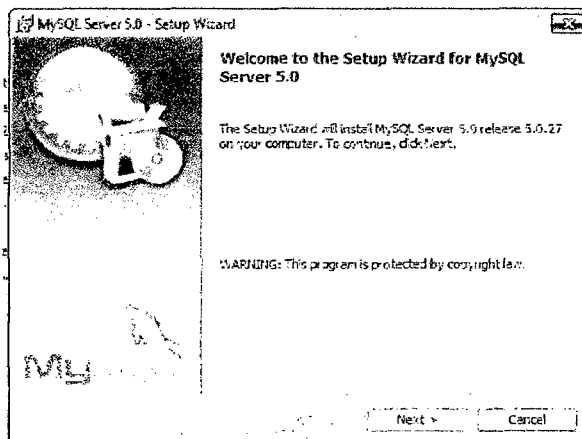 MySQL Server 5.0 - Setup Wizard
Welcome to the Setup Wizard for MySQL
Server 5.0
The Setup Wizard will install MySQL Server 5.0 release 5.0.27
on your computer. To continue, click Next.
WARNING: This program is protected by copyright law.
My
Next >
Cancel